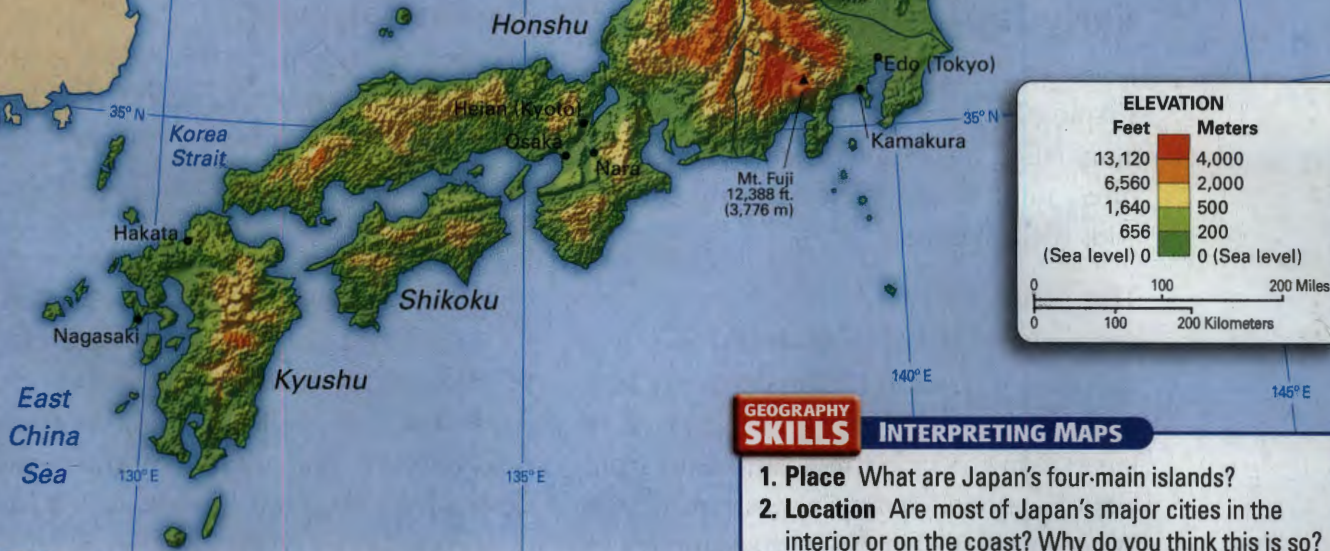 Honshu
Edo (Tokyo)
35° N
Korea
Strait
Heian (Kyoto)
Osaka
Nara
35° N
Kamakura
Mt. Fuji
12,388 ft.
(3,776 m)
Hakata
Shikoku
Nagasaki
Kyushu
East
China
Sea
130° E
135° E
140° E
145° E
ELEVATION
Feet Meters
13,120 4,000
6,560 2,000
1,640 500
656 200
(Sea level) 0 0 (Sea level)
0 100 200 Miles
0 100 200 Kilometers
GEOGRAPHY
SKILLS INTERPRETING MAPS
1. Place What are Japan's four-main islands?
2. Location Are most of Japan's major cities in the
interior or on the coast? Why do you think this is so?